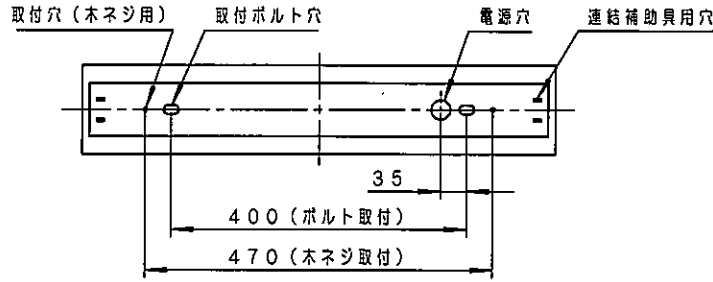 取付穴（木ネジ用）
取付ボルト穴
電源穴
連結補助具用穴
35
400（ボルト取付）
470（木ネジ取付）